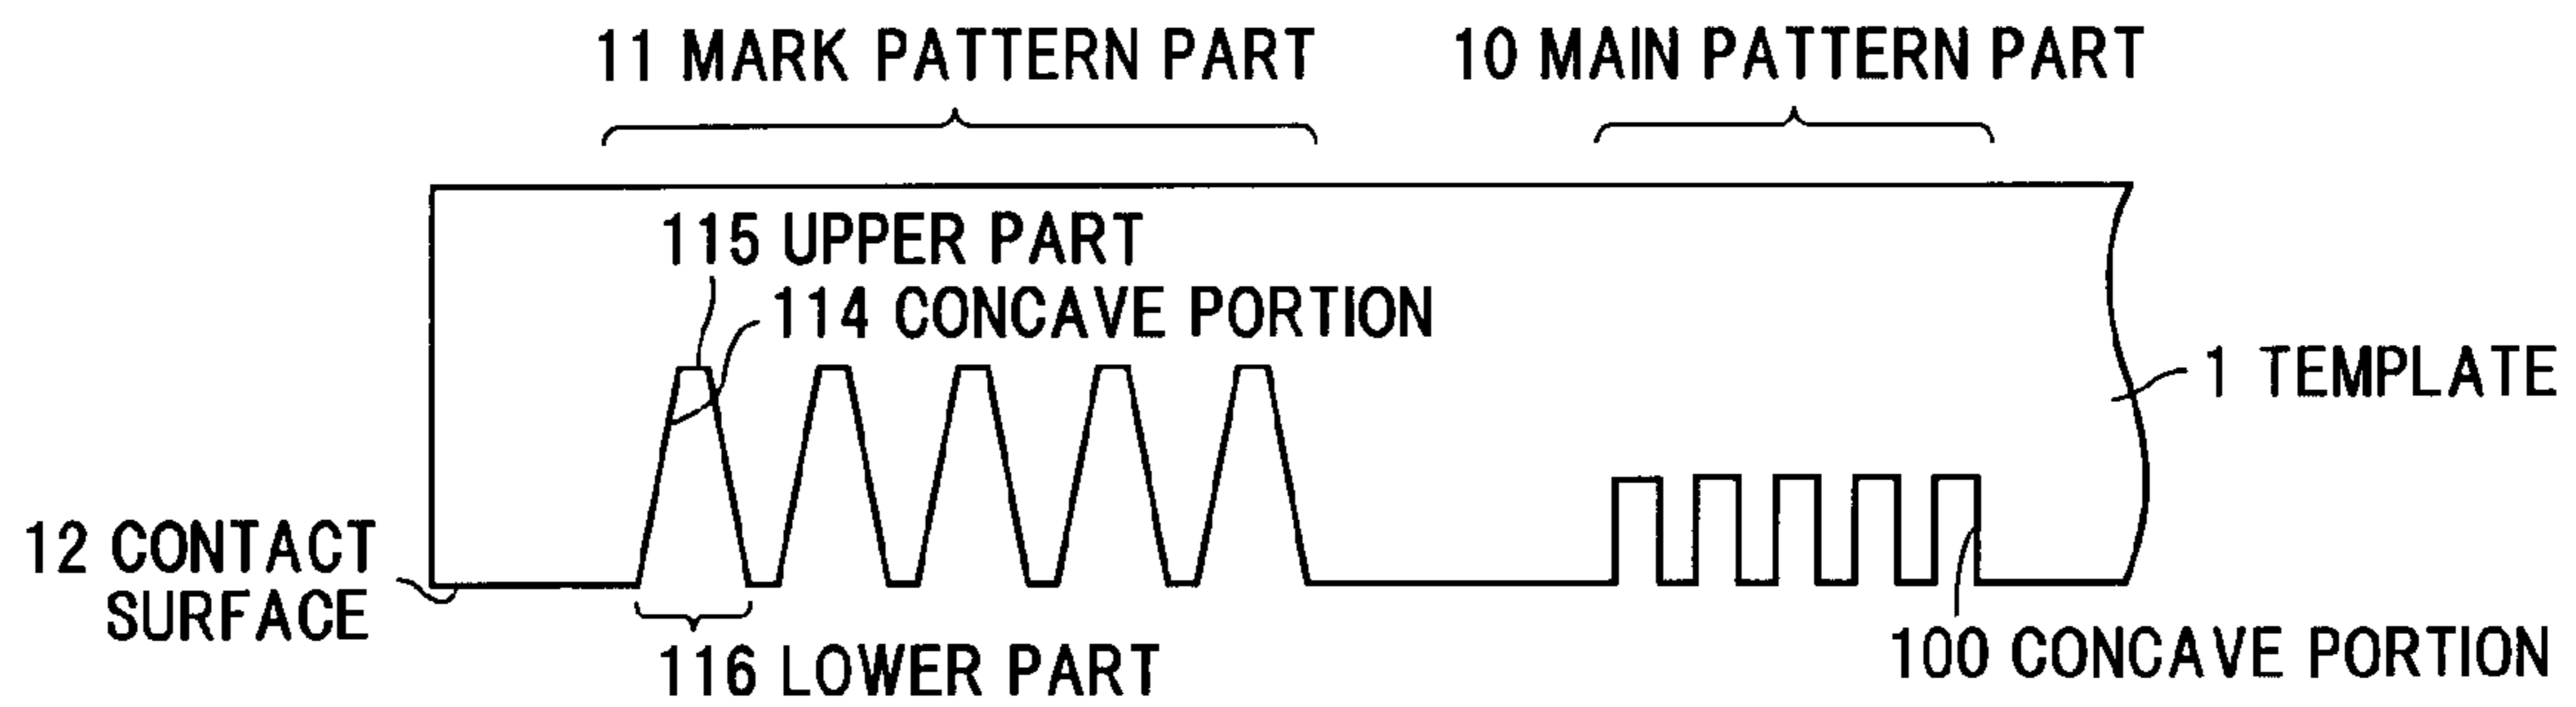 11 MARK PATTERN PART
10 MAIN PATTERN PART
115 UPPER PART
114 CONCAVE PORTION
1 TEMPLATE
12 CONTACT
SURFACE
116 LOWER PART
100 CONCAVE PORTION